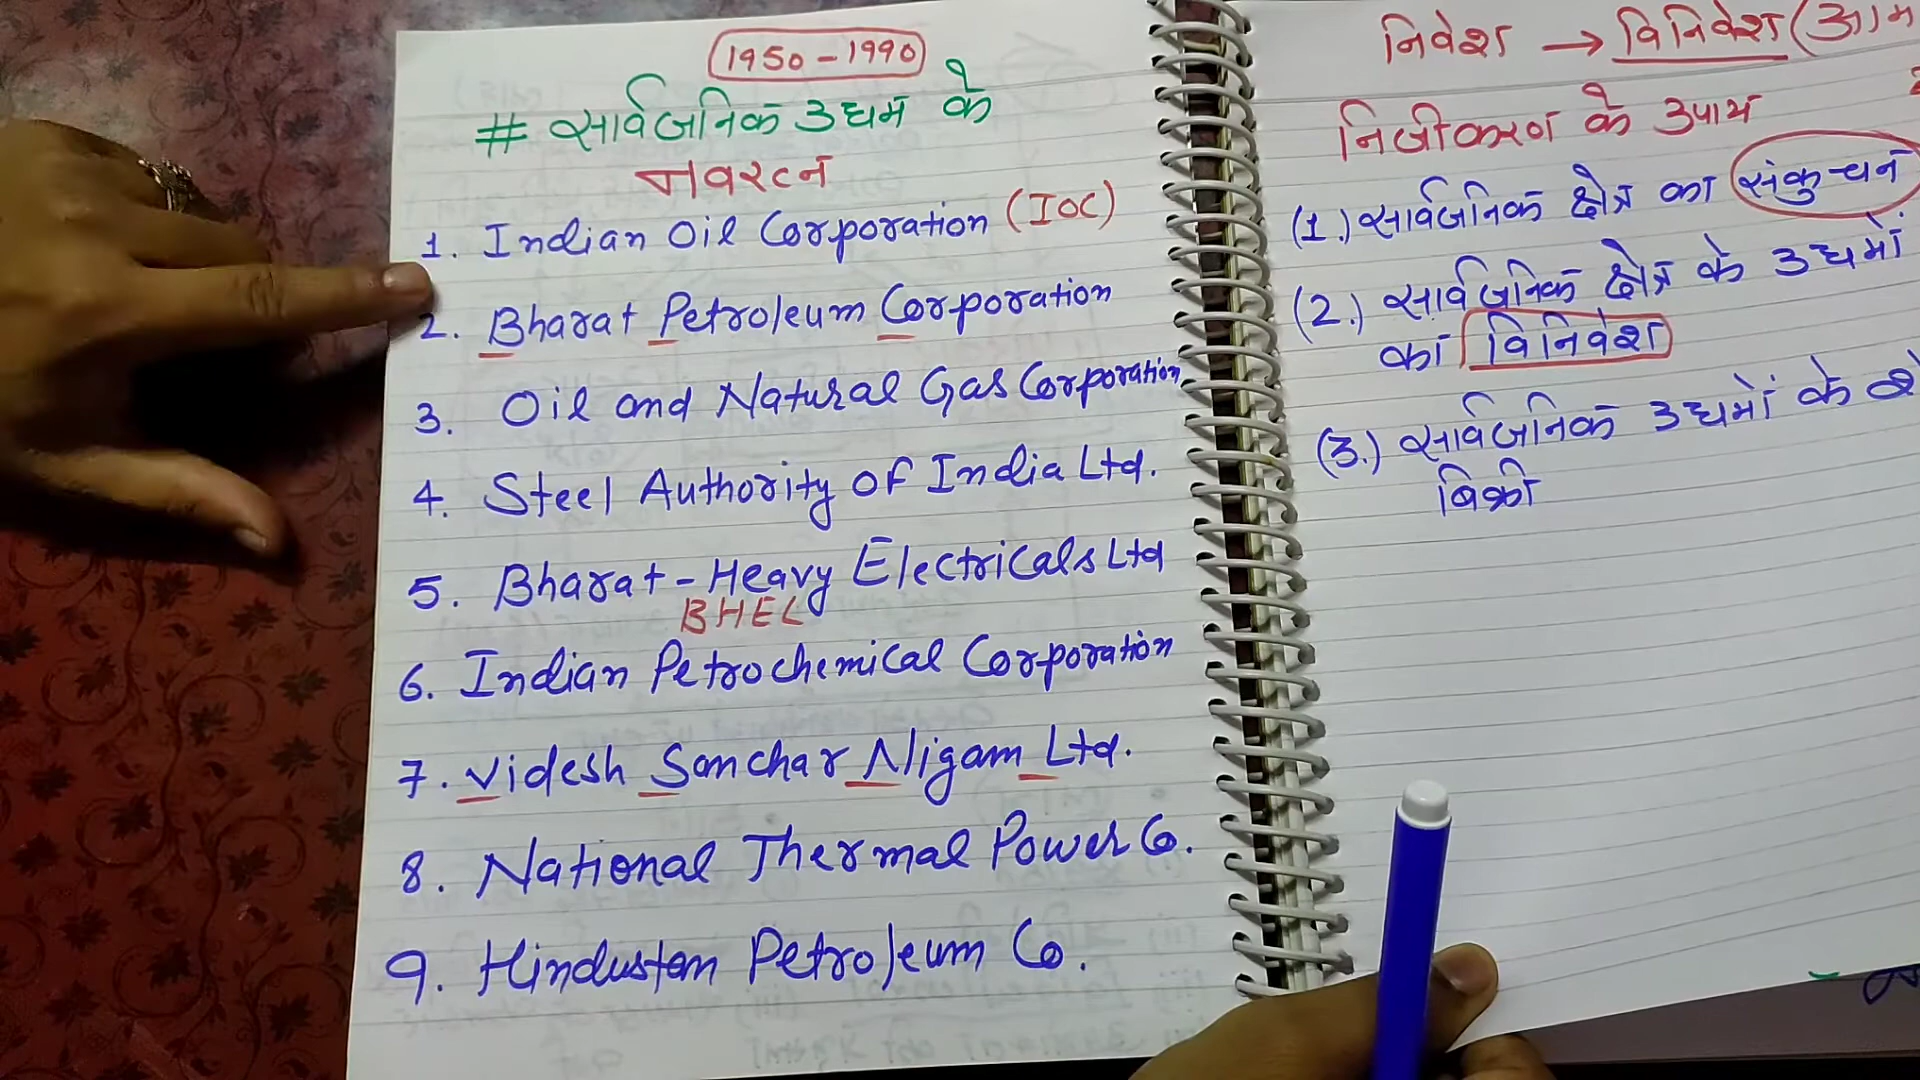 1950-1990
# सार्वजनिक उद्यम के
नवरत्न
1. Indian Oil Corporation (IOC)
2. Bharat Petroleum Corporation
3. Oil and Natural Gas Corporation
4. Steel Authority Of India Ltd.
5. Bharat-Heavy Electricals Ltd
BHEL
6. Indian Petrochemical Corporation
7. Videsh Sanchar Nigam Ltd.
8. National Thermal Power Co.
9. Hindustan Petroleum Co.
निवेश → विनिवेश (आम
निजीकरण के उपाय
(1.) सार्वजनिक क्षेत्र का संकुचन
(2.) सार्वजनिक क्षेत्र के उद्यमों
का विनिवेश
(3.) सार्वजनिक उद्यमों के
बिक्री